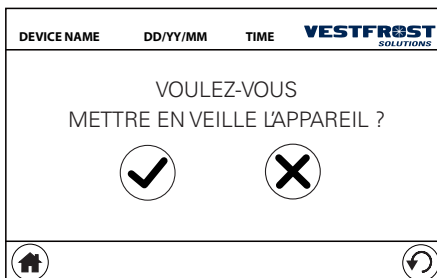 DEVICE NAME DD/YY/MM TIME VESTFROST
SOLUTIONS
VOULEZ-VOUS
METTRE EN VEILLE L'APPAREIL ?